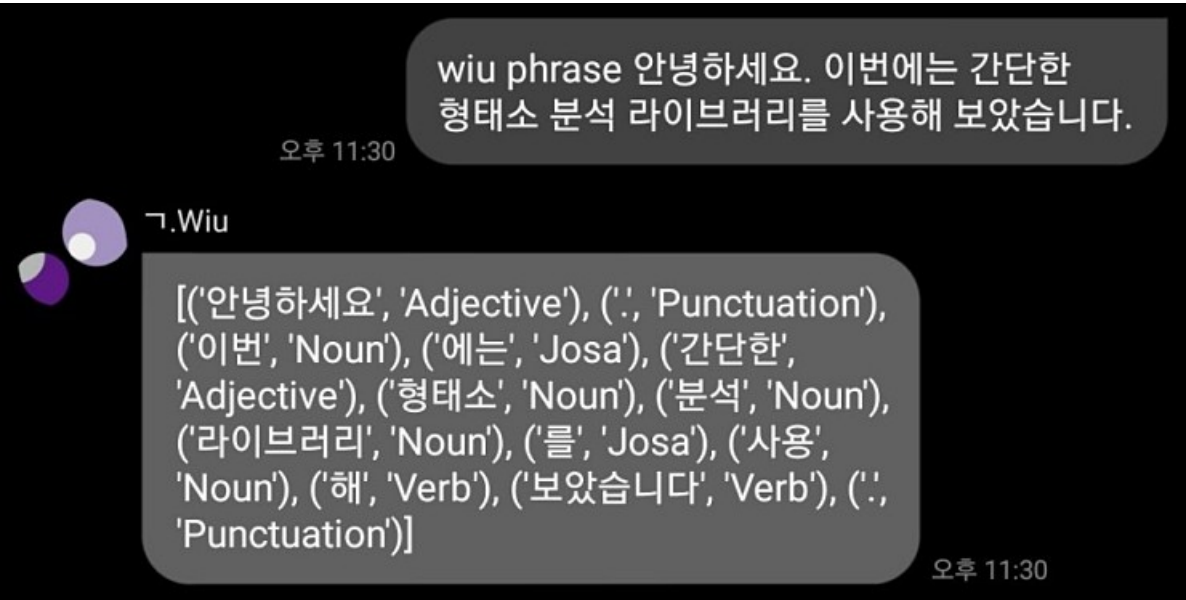 wiu phrase 안녕하세요. 이번에는 간단한
형태소 분석 라이브러리를 사용해 보았습니다.
오후 11:30
ㄱ.Wiu
[('안녕하세요', 'Adjective'), ('.', 'Punctuation'),
('이번', 'Noun'), ('에는', 'Josa'), ('간단한',
'Adjective'), ('형태소', 'Noun'), ('분석', 'Noun'),
('라이브러리', 'Noun'), ('를', 'Josa'), ('사용',
'Noun'), ('해', 'Verb'), ('보았습니다', 'Verb'), ('.',
'Punctuation')]
오후 11:30